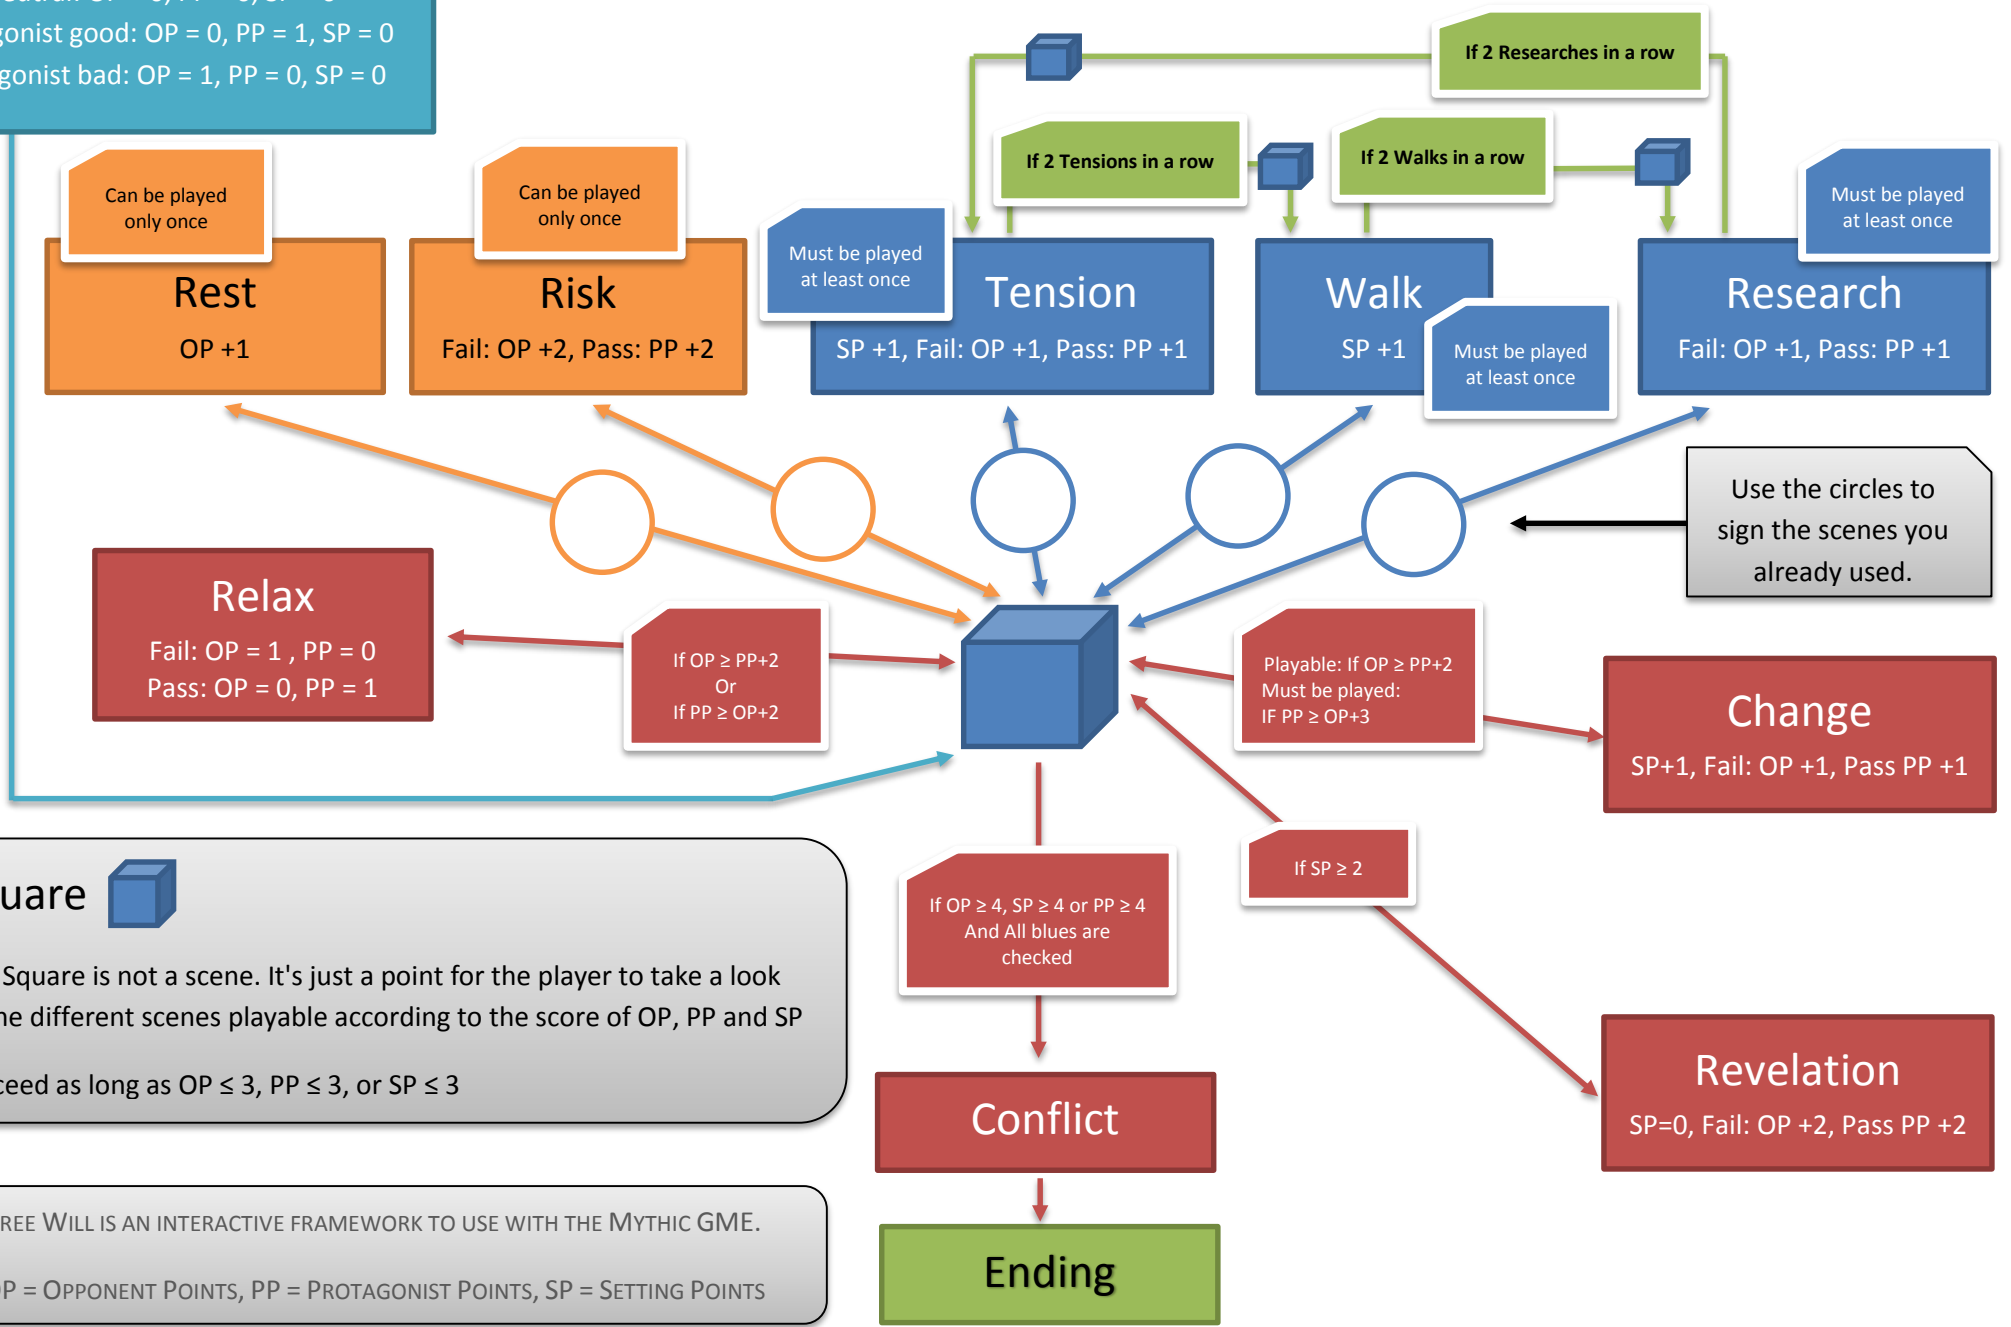 gonist good: OP = 0, PP = 1, SP = 0
gonist bad: OP = 1, PP = 0, SP = 0
If 2 Researches in a row
If 2 Tensions in a row
If 2 Walks in a row
Can be played
only once
Can be played
only once
Must be played
at least once
Must be played
at least once
Rest
OP +1
Risk
Fail: OP +2, Pass: PP +2
Tension
SP +1, Fail: OP +1, Pass: PP +1
Walk
SP +1
Must be played
at least once
Research
Fail: OP +1, Pass: PP +1
Use the circles to
sign the scenes you
already used.
Relax
Fail: OP = 1 , PP = 0
Pass: OP = 0, PP = 1
If OP ≥ PP+2
Or
If PP ≥ OP+2
Playable: If OP ≥ PP+2
Must be played:
IF PP ≥ OP+3
Change
SP+1, Fail: OP +1, Pass PP +1
If OP ≥ 4, SP ≥ 4 or PP ≥ 4
And All blues are
checked
If SP ≥ 2
uare
Square is not a scene. It's just a point for the player to take a look
he different scenes playable according to the score of OP, PP and SP
ceed as long as OP ≤ 3, PP ≤ 3, or SP ≤ 3
Conflict
Revelation
SP=0, Fail: OP +2, Pass PP +2
REE WILL IS AN INTERACTIVE FRAMEWORK TO USE WITH THE MYTHIC GME.
OP = OPPONENT POINTS, PP = PROTAGONIST POINTS, SP = SETTING POINTS
Ending